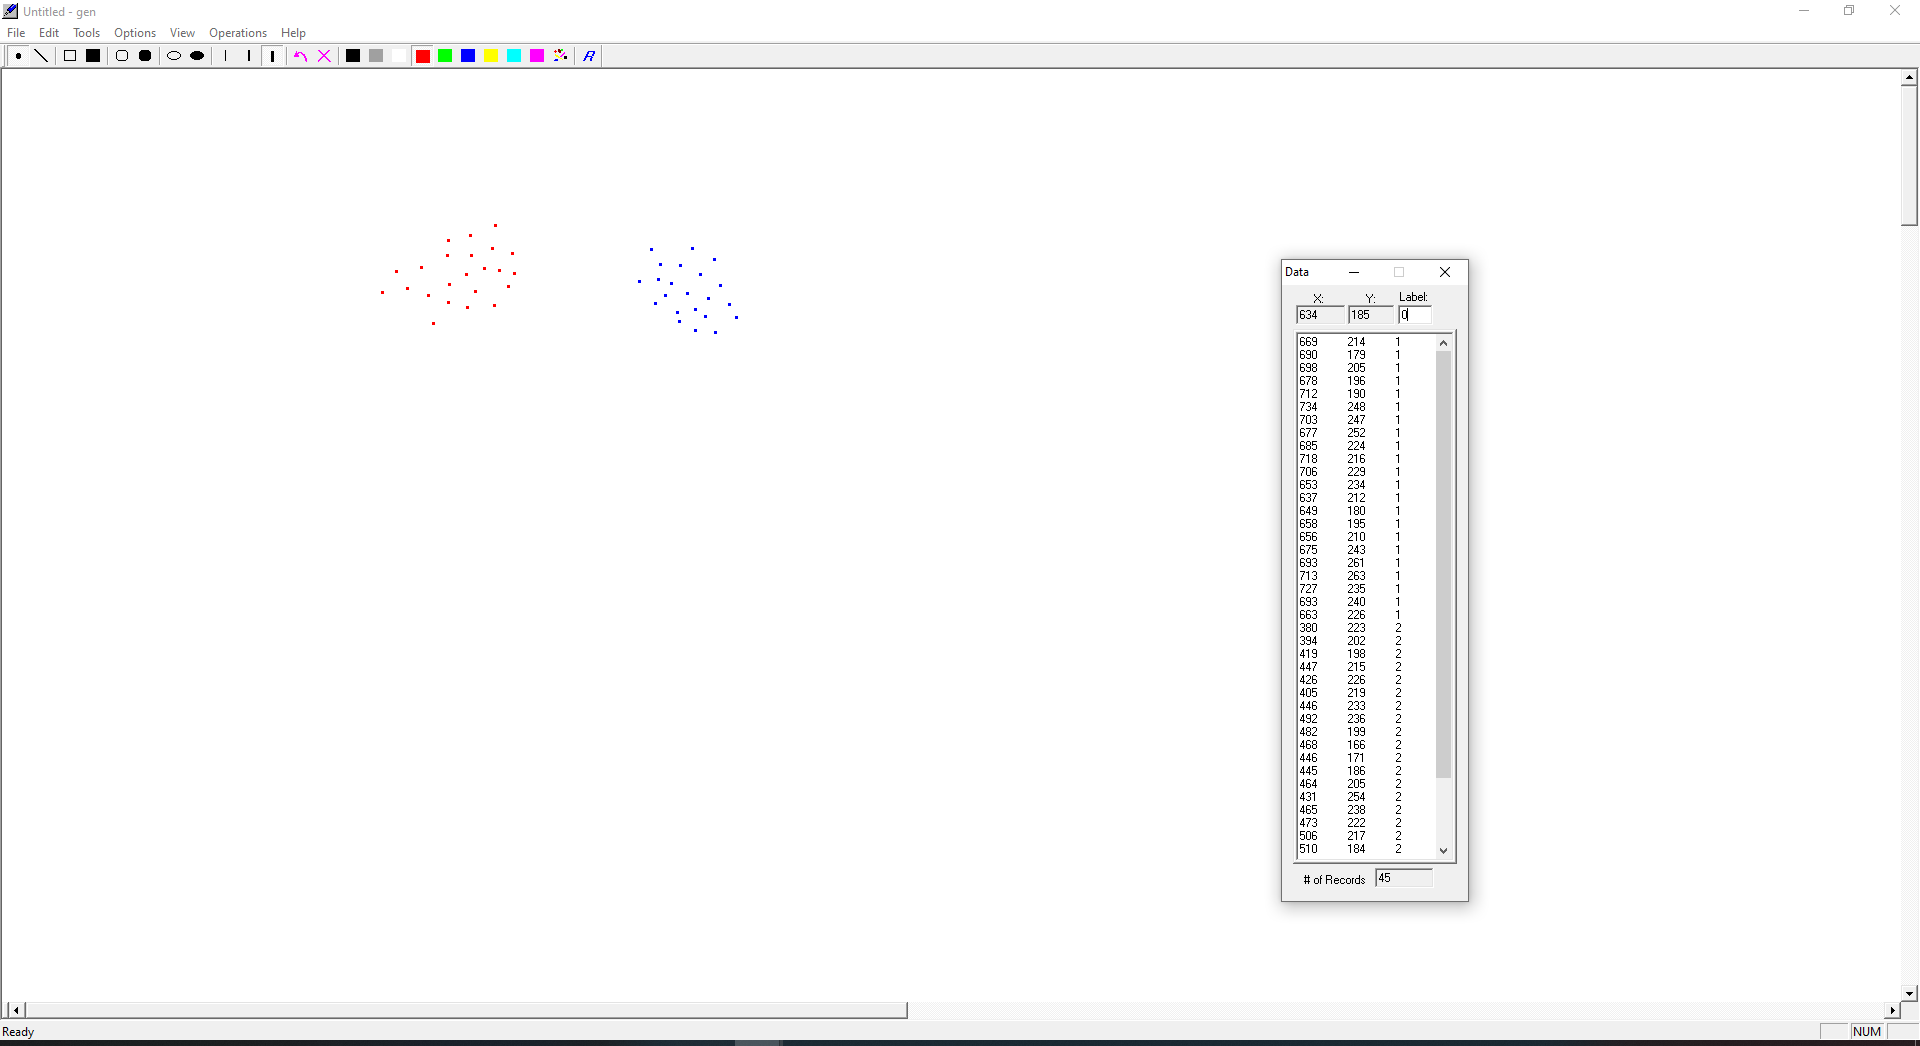 Untitled - gen
File Edit Tools Options View Operations Help
R
Data
X: Y: Label:
634 185 0
669 214 1
690 179 1
698 205 1
678 196 1
712 190 1
734 248 1
703 247 1
677 252 1
685 224 1
718 216 1
706 229 1
653 234 1
637 212 1
649 180 1
658 195 1
656 210 1
675 243 1
693 261 1
713 263 1
727 235 1
693 240 1
663 226 1
380 223 2
394 202 2
419 198 2
447 215 2
426 226 2
405 219 2
446 233 2
492 236 2
482 199 2
468 166 2
446 171 2
445 186 2
464 205 2
431 254 2
465 238 2
473 222 2
506 217 2
510 184 2
# of Records 45
Ready NUM